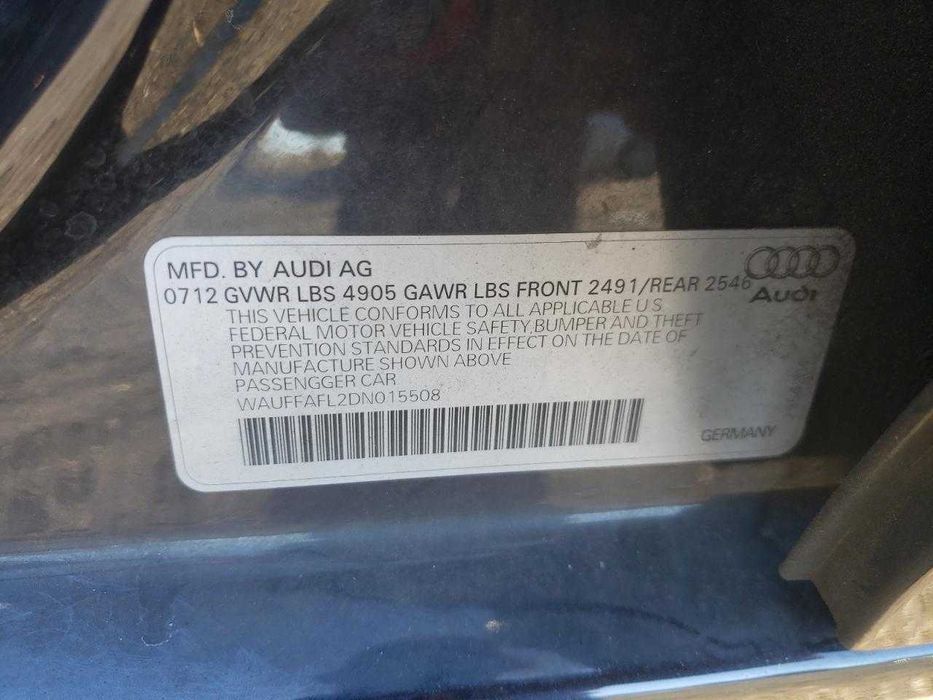 MFD. BY AUDI AG
0712 GVWR LBS 4905 GAWR LBS FRONT 2491/REAR 2546
Audi
THIS VEHICLE CONFORMS TO ALL APPLICABLE U S
FEDERAL MOTOR VEHICLE SAFETY,BUMPER AND THEFT
PREVENTION STANDARDS IN EFFECT ON THE DATE OF
MANUFACTURE SHOWN ABOVE
PASSENGGER CAR
WAUFFAFL2DN015508
GERMANY